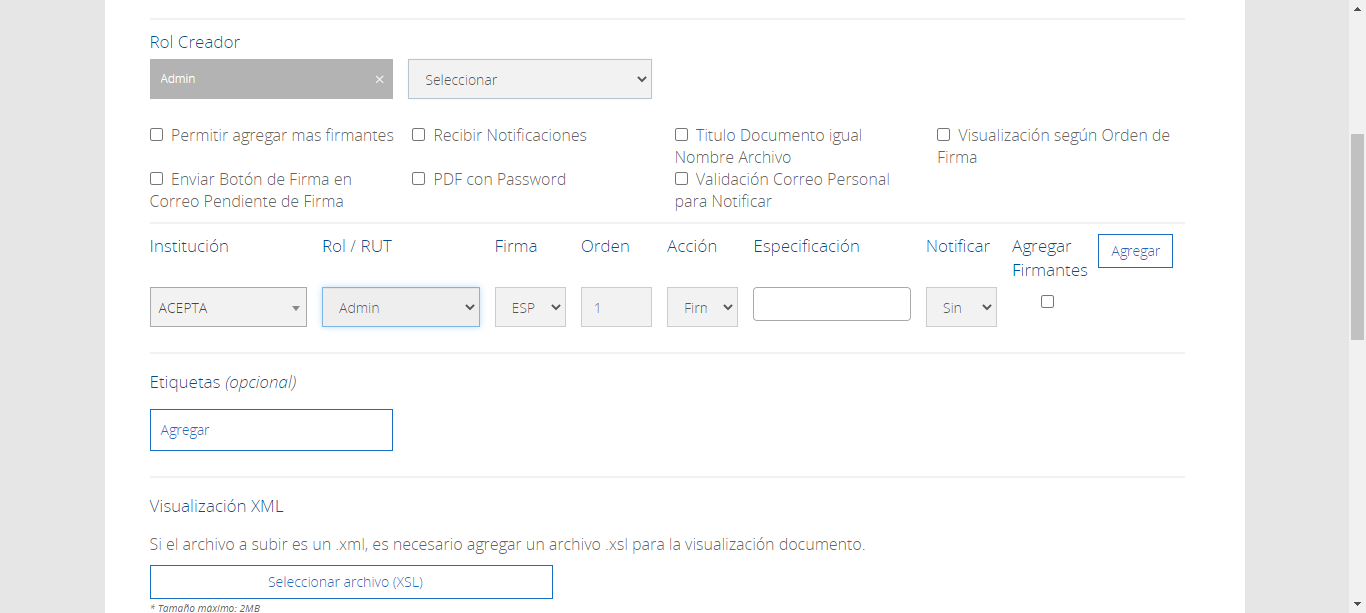 Rol Creador
Admin ×
Seleccionar
Permitir agregar mas firmantes
Recibir Notificaciones
Titulo Documento igual
Nombre Archivo
Visualización según Orden de
Firma
Enviar Botón de Firma en
Correo Pendiente de Firma
PDF con Password
Validación Correo Personal
para Notificar
Institución
Rol / RUT
Firma
Orden
Acción
Especificación
Notificar
Agregar
Firmantes
Agregar
ACEPTA
Admin
ESP
1
Firn
Sin
Etiquetas (opcional)
Agregar
Visualización XML
Si el archivo a subir es un .xml, es necesario agregar un archivo .xsl para la visualización documento.
Seleccionar archivo (XSL)
* Tamaño máximo: 2MB